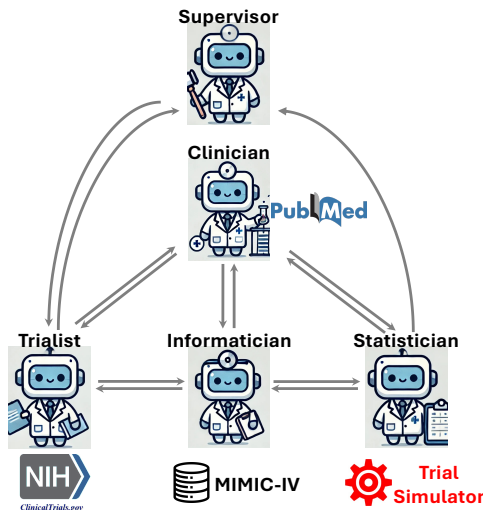 Supervisor
Clinician
PubMed
Trialist
Informatician
Statistician
NIH
ClinicalTrials.gov
MIMIC-IV
Trial
Simulator